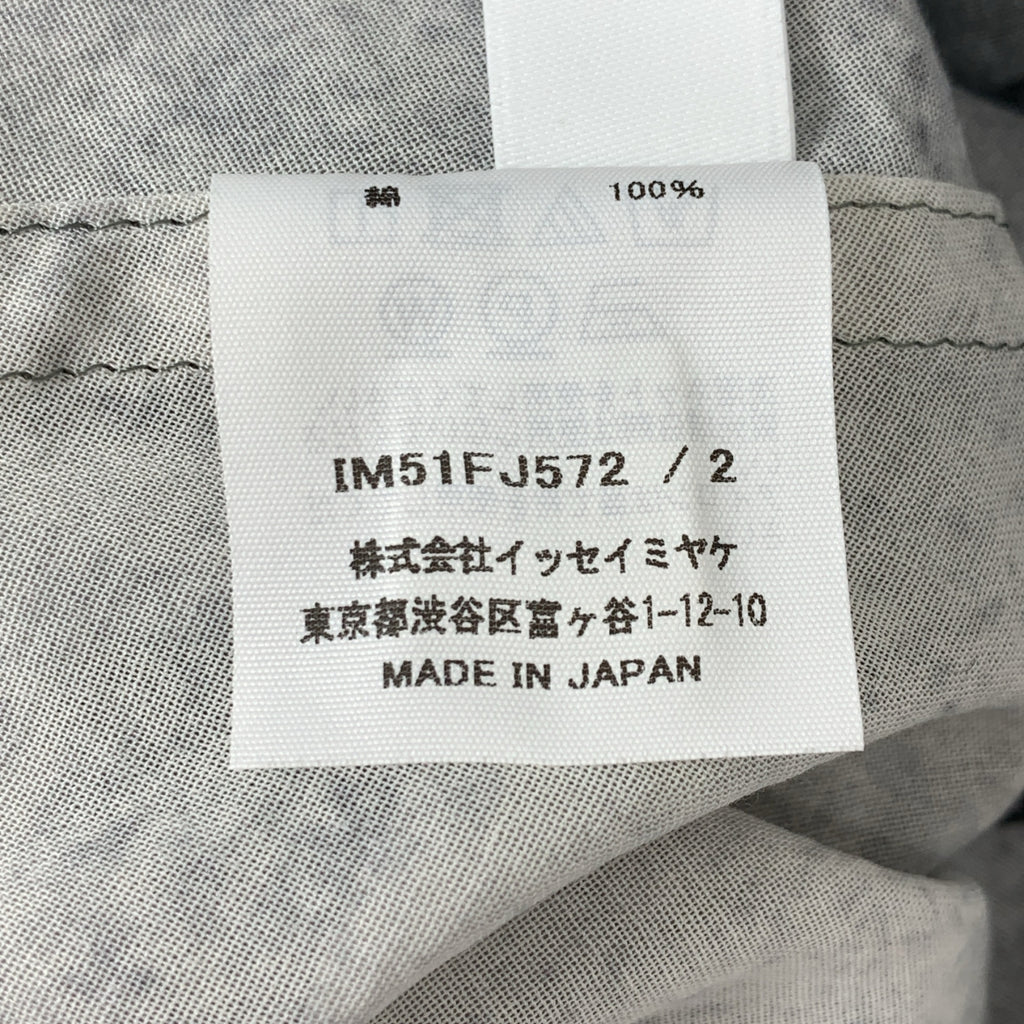 綿 100%
IM51FJ572 / 2
株式会社イッセイミヤケ
東京都渋谷区富ヶ谷1-12-10
MADE IN JAPAN